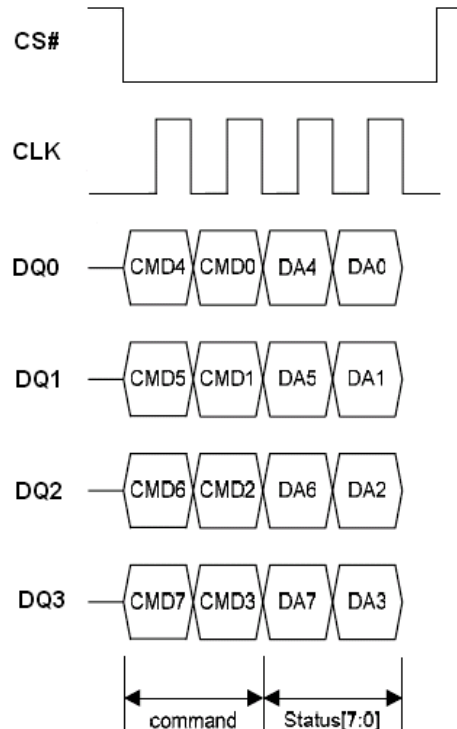 CS#
CLK
DQ0 CMD4 CMD0 DA4 DA0
DQ1 CMD5 CMD1 DA5 DA1
DQ2 CMD6 CMD2 DA6 DA2
DQ3 CMD7 CMD3 DA7 DA3
command Status[7:0]